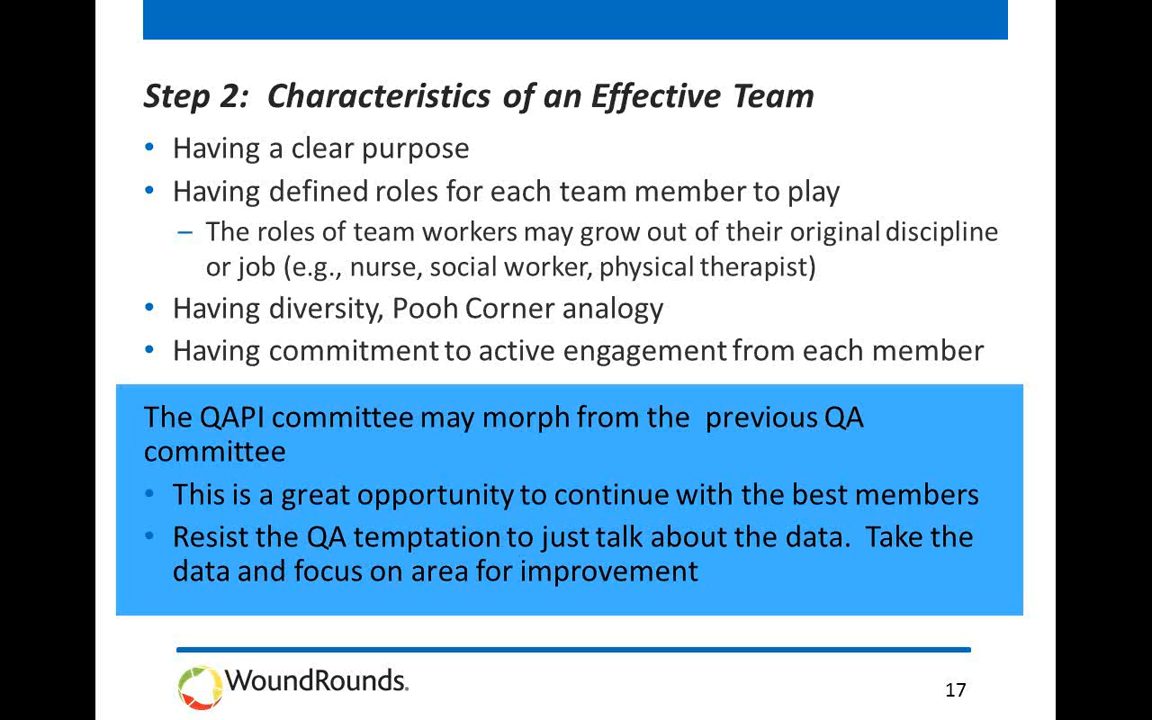 Step 2:  Characteristics of an Effective Team
• Having a clear purpose
• Having defined roles for each team member to play
– The roles of team workers may grow out of their original discipline
or job (e.g., nurse, social worker, physical therapist)
• Having diversity, Pooh Corner analogy
• Having commitment to active engagement from each member
The QAPI committee may morph from the  previous QA
committee
• This is a great opportunity to continue with the best members
• Resist the QA temptation to just talk about the data.  Take the
data and focus on area for improvement
WoundRounds.
17